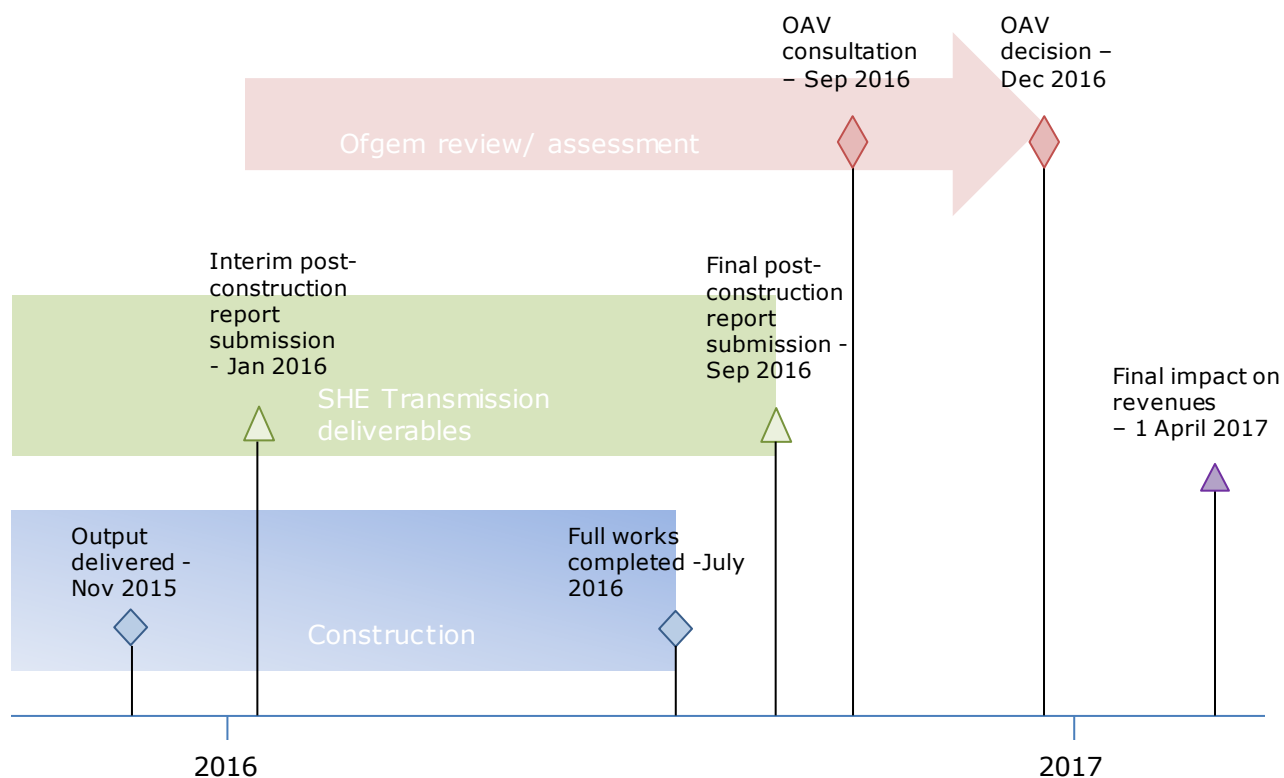 OAV
consultation
– Sep 2016
OAV
decision –
Dec 2016
Ofgem review/ assessment
Interim post-
construction
report
submission
- Jan 2016
Final post-
construction
report
submission -
Sep 2016
SHE Transmission
deliverables
Final impact on
revenues
– 1 April 2017
Output
delivered -
Nov 2015
Full works
completed -July
2016
Construction
2016
2017